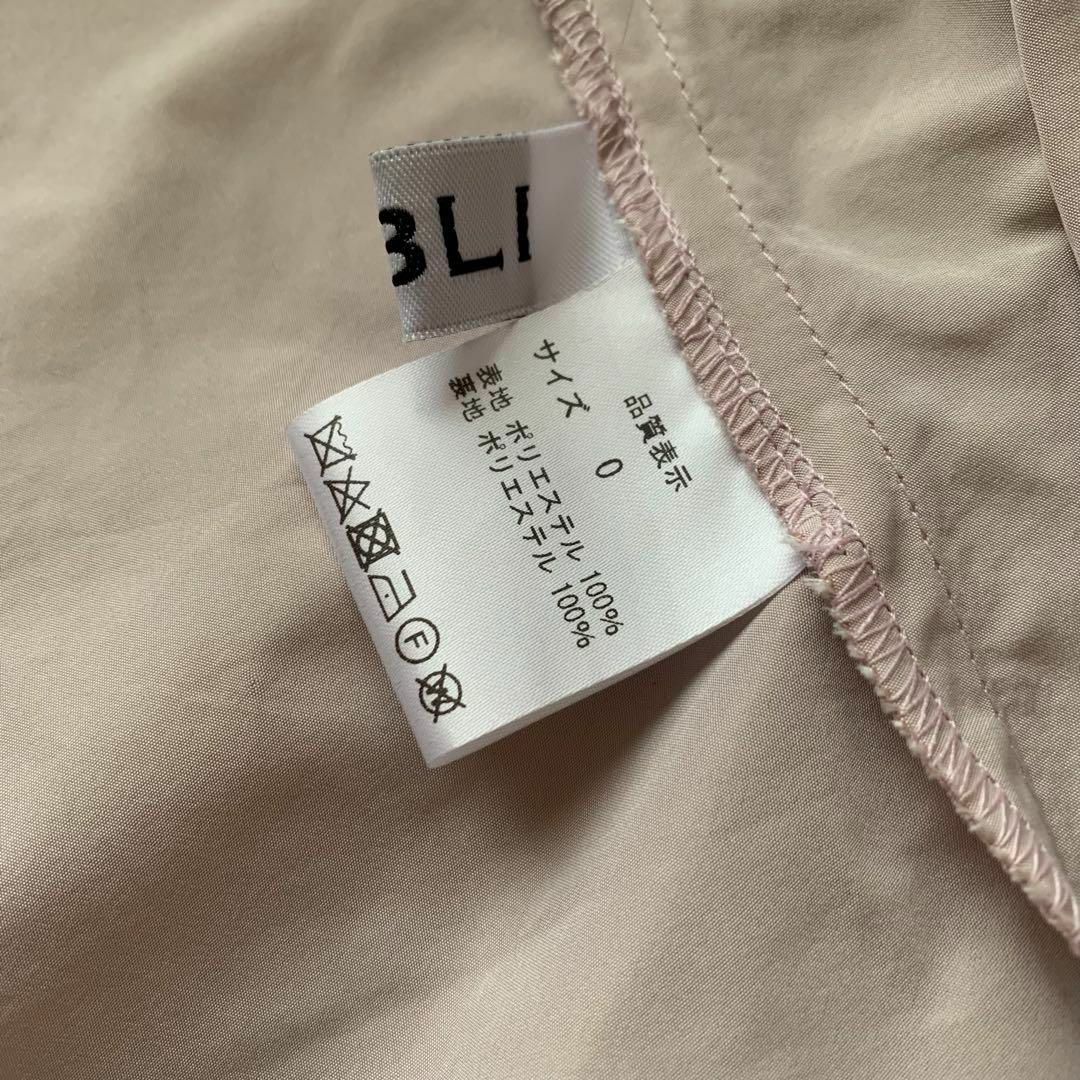 BLI
品質表示
サイズ 0
表地 ポリエステル 100%
裏地 ポリエステル 100%
F
W